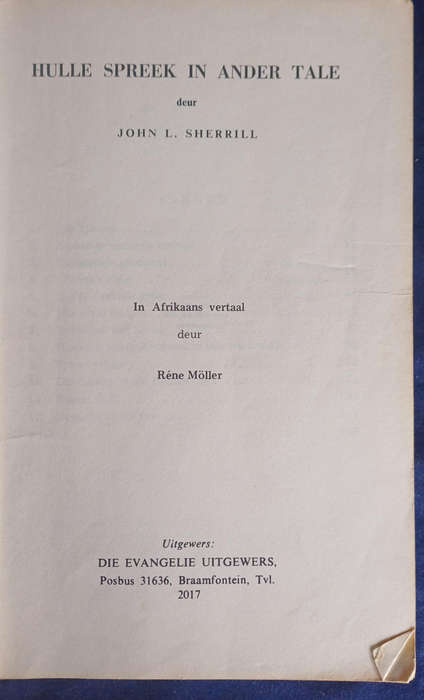 HULLE SPREEK IN ANDER TALE
deur
JOHN L. SHERRILL
In Afrikaans vertaal
deur
Réne Möller
Uitgewers:
DIE EVANGELIE UITGEWERS,
Posbus 31636, Braamfontein, Tvl.
2017